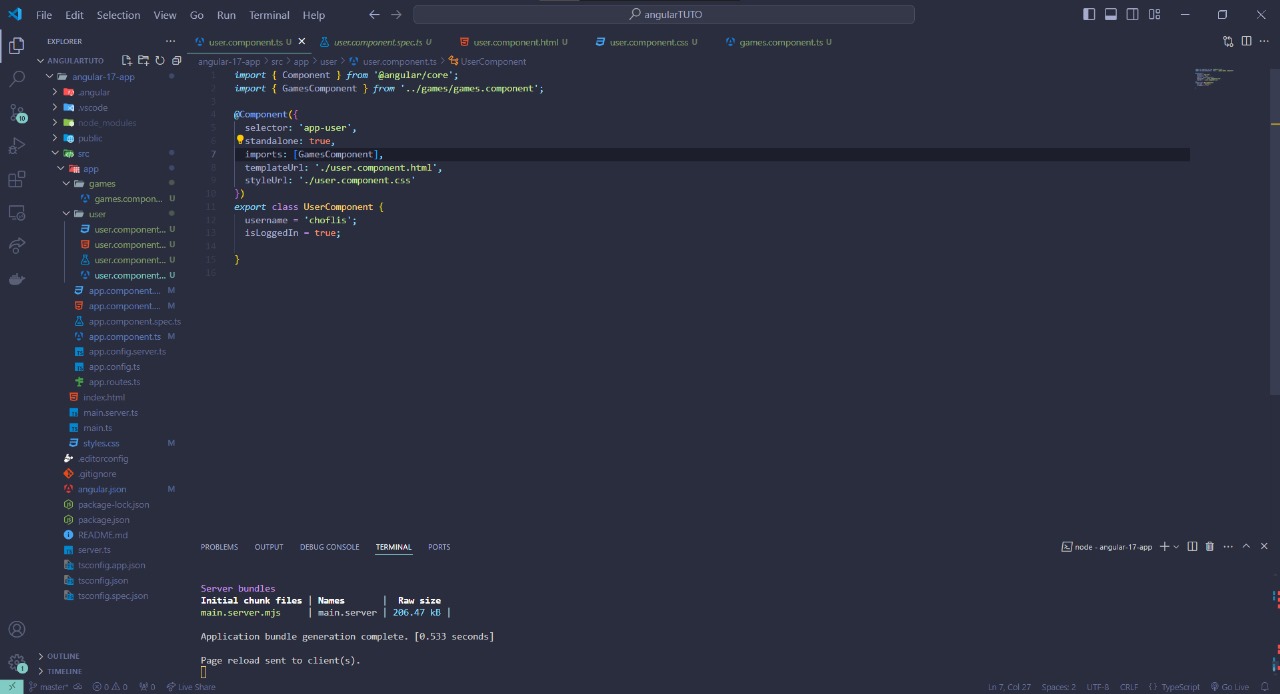 File Edit Selection View Go Run Terminal Help
angularTUTO
EXPLORER
ANGULARTUTO
angular-17-app
.angular
.vscode
node_modules
public
src
app
games
games.compon... U
user
user.component... U
user.component... U
user.component... U
user.component... U
app.component.... M
app.component.... M
app.component.spec.ts
app.component.ts M
app.config.server.ts
app.config.ts
app.routes.ts
index.html
main.server.ts
main.ts
styles.css M
.editorconfig
.gitignore
angular.json M
package-lock.json
package.json
README.md
server.ts
tsconfig.app.json
tsconfig.json
tsconfig.spec.json
OUTLINE
TIMELINE
10
1
user.component.ts U user.component.spec.ts U user.component.html U user.component.css U games.component.ts U
angular-17-app > src > app > user > user.component.ts > UserComponent
1 import { Component } from '@angular/core';
2 import { GamesComponent } from '../games/games.component';
3
4 @Component({
5 selector: 'app-user',
6 standalone: true,
7 imports: [GamesComponent],
8 templateUrl: './user.component.html',
9 styleUrl: './user.component.css'
10 })
11 export class UserComponent {
12 username = 'choflis';
13 isLoggedIn = true;
14
15 }
16
PROBLEMS OUTPUT DEBUG CONSOLE TERMINAL PORTS
node - angular-17-app
Server bundles
Initial chunk files | Names | Raw size
main.server.mjs | main.server | 206.47 kB |
Application bundle generation complete. [0.533 seconds]
Page reload sent to client(s).
master* 0 0 0 Live Share
Ln 7, Col 27 Spaces: 2 UTF-8 CRLF {} TypeScript Go Live